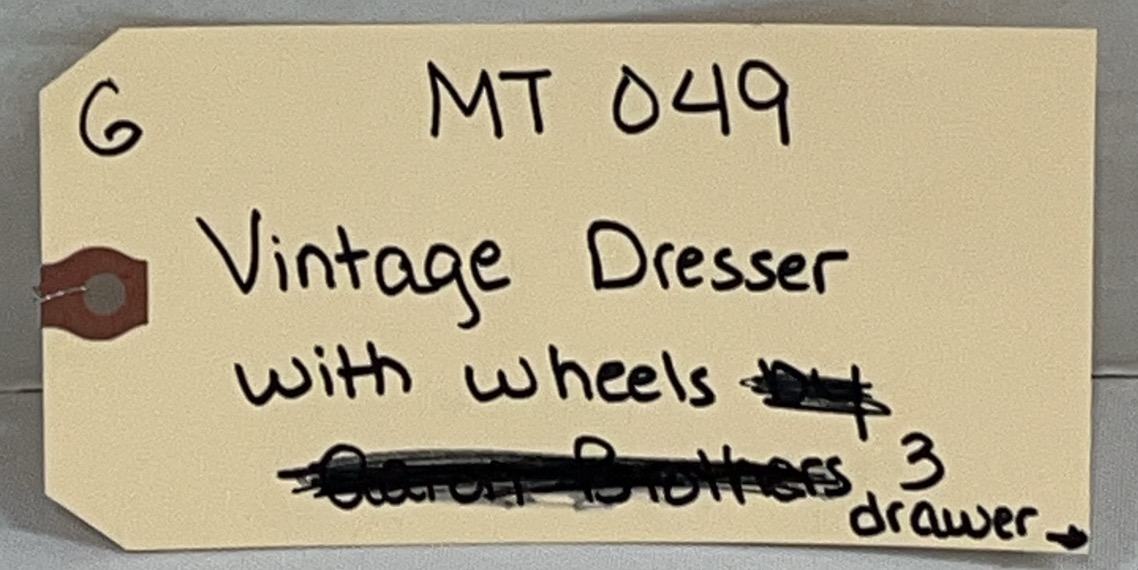 G
MT 049
Vintage Dresser
with wheels
3
drawer →